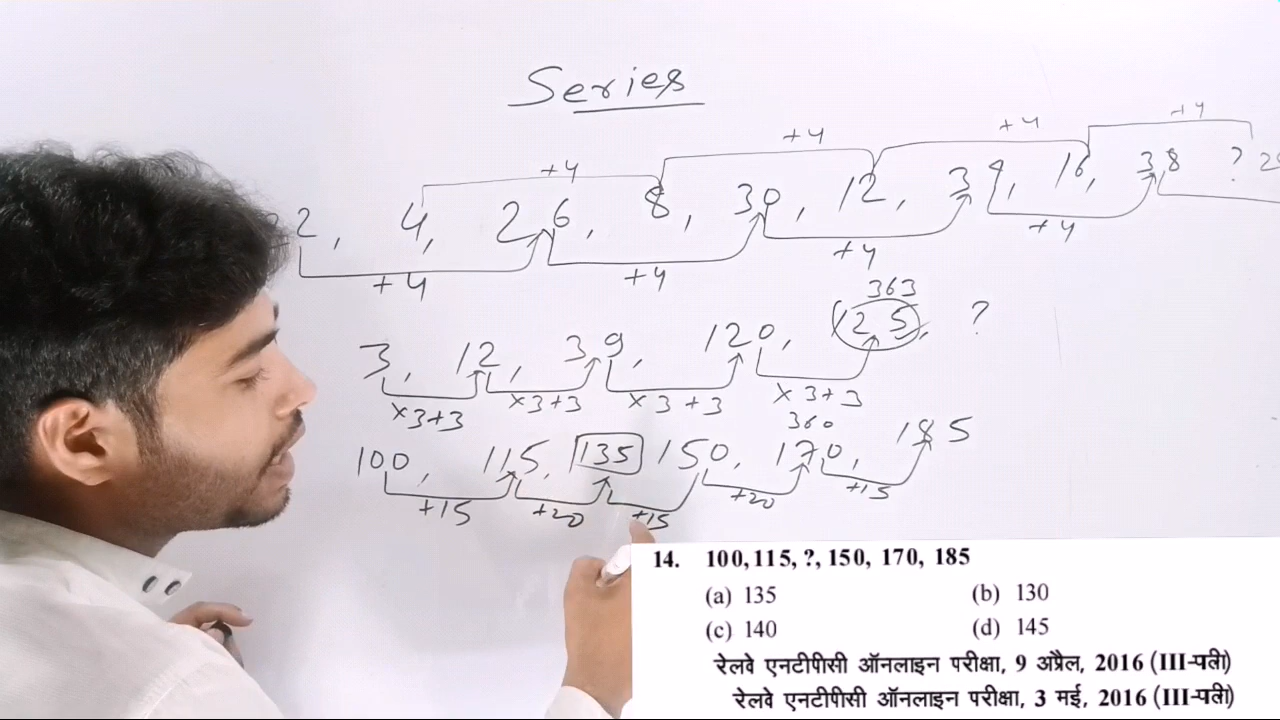 Series
+4 +4 +4 +4
2, 4, 26, 8, 30, 12, 34, 16, 38 ?
+4 +4 +4 +4
363
3, 12, 39, 120, 125, ?
×3+3 ×3+3 ×3+3 ×3+3
360
100, 115, 135 150, 170, 185
+15 +20 +15 +20 +15
14. 100, 115, ?, 150, 170, 185
(a) 135 (b) 130
(c) 140 (d) 145
रेलवे एनटीपीसी ऑनलाइन परीक्षा, 9 अप्रैल, 2016 (III-पाली)
रेलवे एनटीपीसी ऑनलाइन परीक्षा, 3 मई, 2016 (III-पाली)